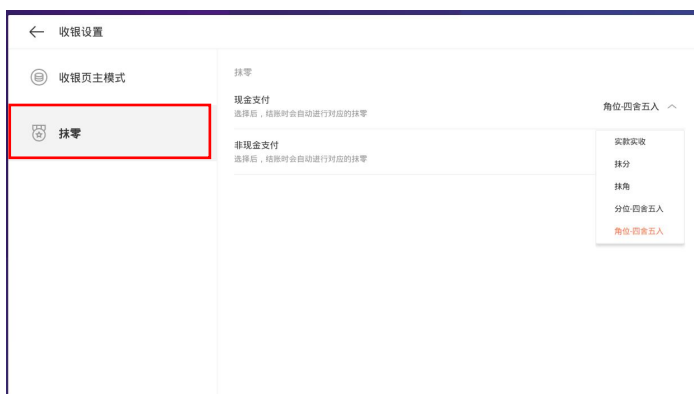 收银设置
收银页主模式
抹零
抹零
现金支付
选择后，结账时会自动进行对应的抹零
角位-四舍五入
非现金支付
选择后，结账时会自动进行对应的抹零
实款实收
抹分
抹角
分位-四舍五入
角位-四舍五入